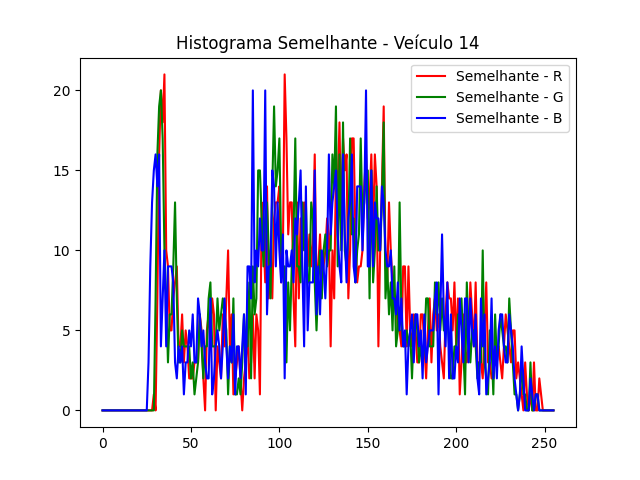 Histograma Semelhante - Veículo 14
Semelhante - R
Semelhante - G
Semelhante - B
20
15
10
5
0
0 50 100 150 200 250